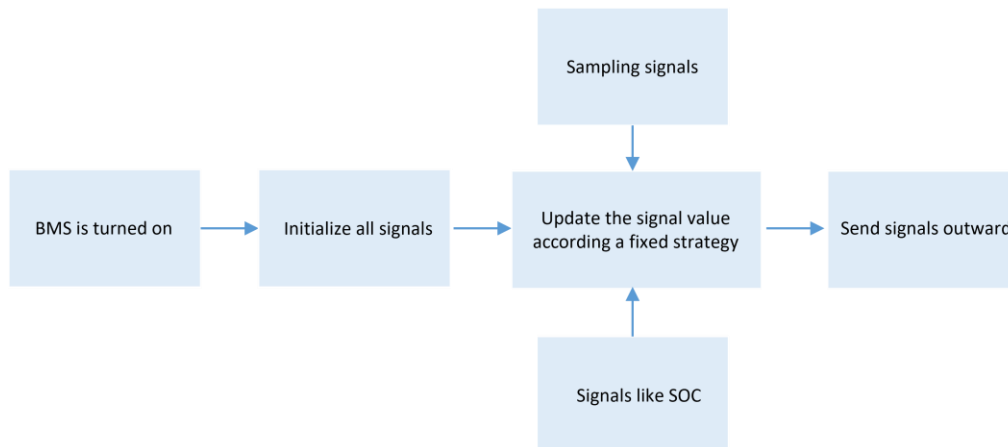 Sampling signals
BMS is turned on
Initialize all signals
Update the signal value
according a fixed strategy
Send signals outward
Signals like SOC